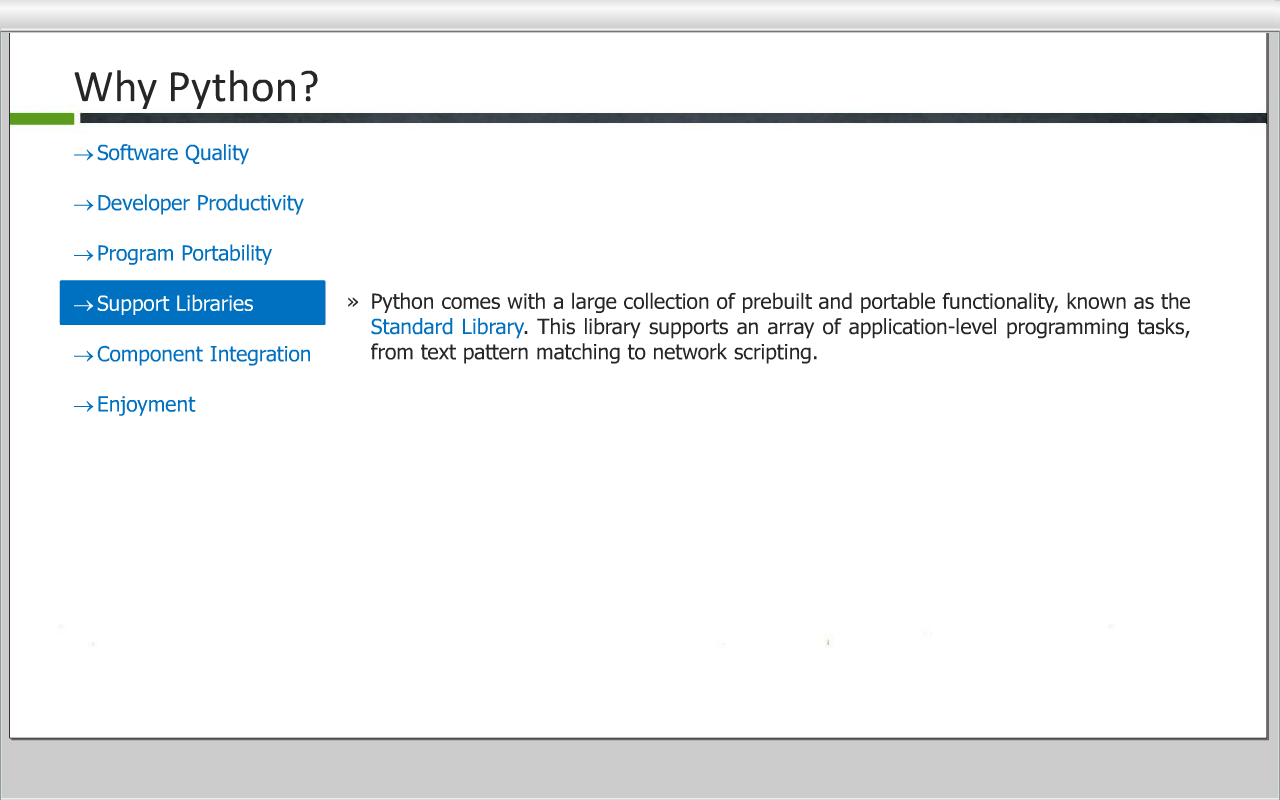 Why Python?
→Software Quality
→Developer Productivity
→Program Portability
→Support Libraries
» Python comes with a large collection of prebuilt and portable functionality, known as the
Standard Library. This library supports an array of application-level programming tasks,
from text pattern matching to network scripting.
→Component Integration
→Enjoyment